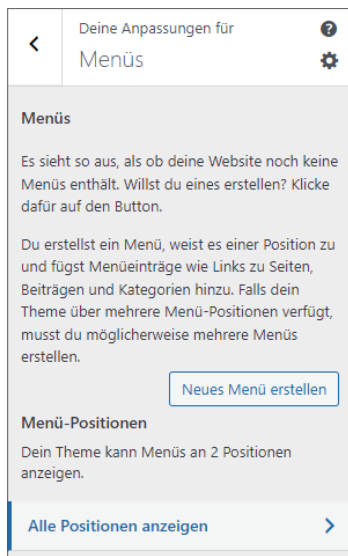 Deine Anpassungen für
Menüs
Menüs
Es sieht so aus, als ob deine Website noch keine
Menüs enthält. Willst du eines erstellen? Klicke
dafür auf den Button.
Du erstellst ein Menü, weist es einer Position zu
und fügst Menüeinträge wie Links zu Seiten,
Beiträgen und Kategorien hinzu. Falls dein
Theme über mehrere Menü-Positionen verfügt,
musst du möglicherweise mehrere Menüs
erstellen.
Neues Menü erstellen
Menü-Positionen
Dein Theme kann Menüs an 2 Positionen
anzeigen.
Alle Positionen anzeigen